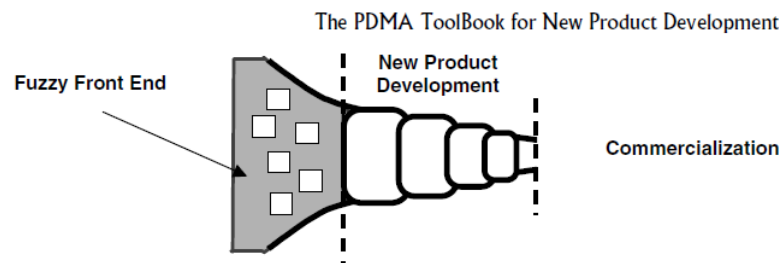 The PDMA ToolBook for New Product Development
New Product
Development
Fuzzy Front End
Commercialization